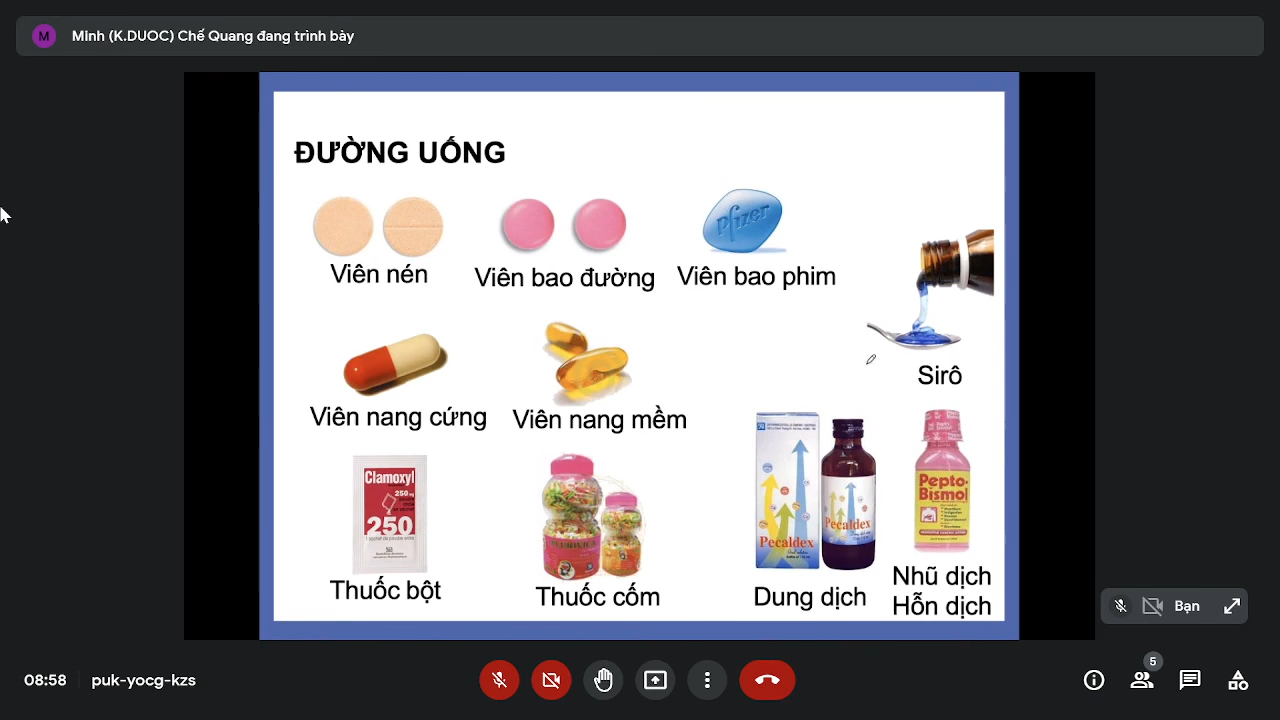 M
Minh (K.DUOC) Chế Quang đang trình bày
ĐƯỜNG UỐNG
Pfizer
Viên nén
Viên bao đường
Viên bao phim
Sirô
Viên nang cứng
Viên nang mềm
Clamoxyl
250 mg
250
Pecaldex
Pecaldex
Pepto-
Bismol
Thuốc bột
Thuốc cốm
Dung dịch
Nhũ dịch
Hỗn dịch
Bạn
08:58
puk-yocg-kzs
5